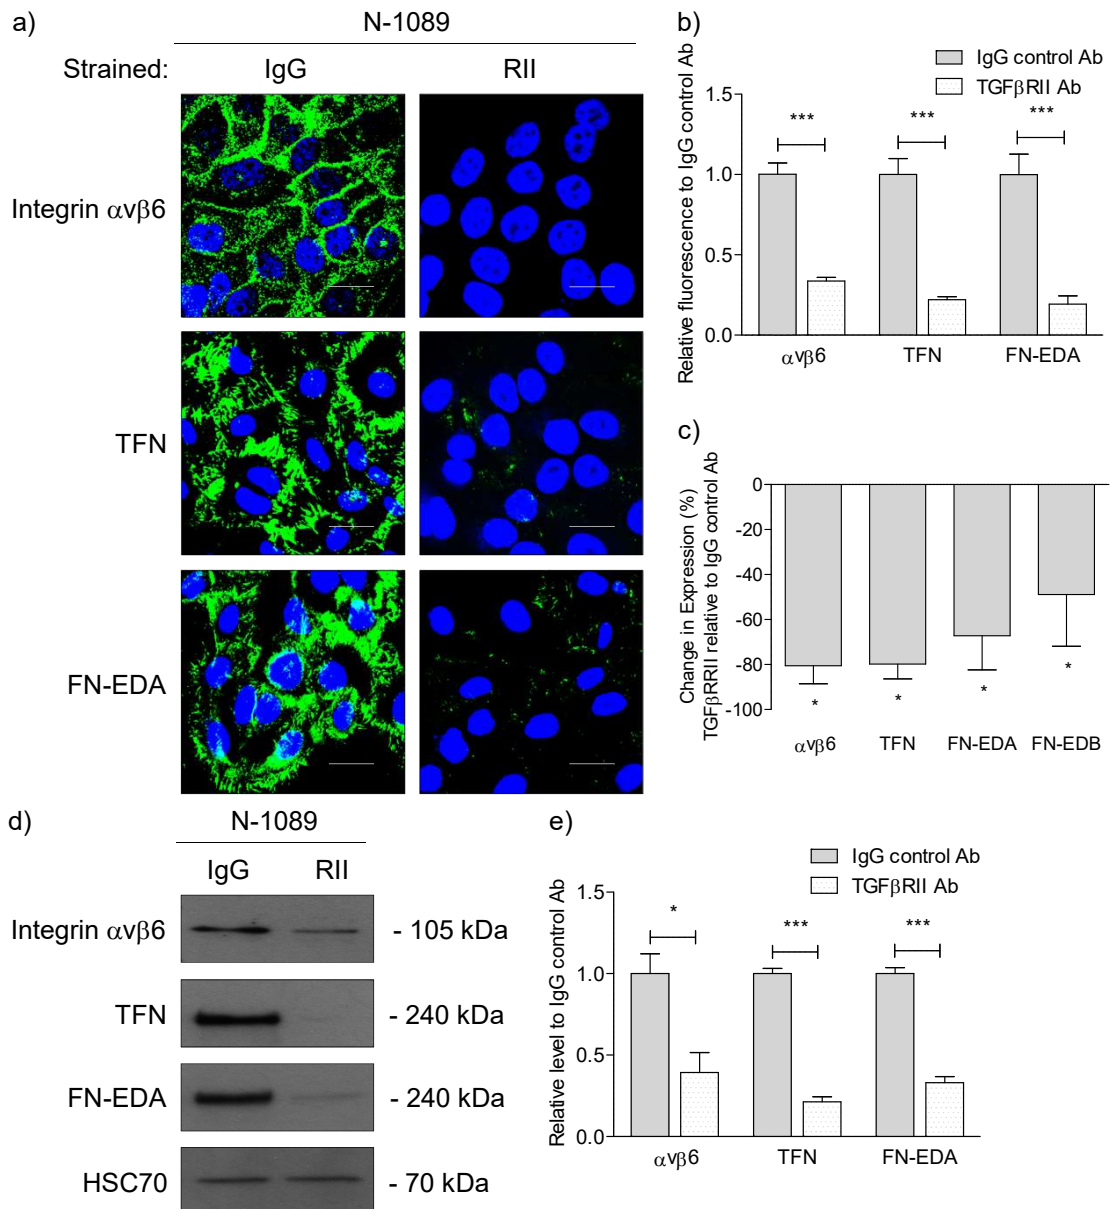 a)
N-1089
Strained: IgG RII
Integrin αvβ6
TFN
FN-EDA
b)
IgG control Ab
TGFβRII Ab
Relative fluorescence to IgG control Ab
1.5
1.0
0.5
0.0
*** *** ***
αvβ6 TFN FN-EDA
c)
Change in Expression (%)
TGFβRRII relative to IgG control Ab
0
-20
-40
-60
-80
-100
* * * *
αvβ6 TFN FN-EDA FN-EDB
d)
N-1089
IgG RII
Integrin αvβ6 - 105 kDa
TFN - 240 kDa
FN-EDA - 240 kDa
HSC70 - 70 kDa
e)
IgG control Ab
TGFβRII Ab
Relative level to IgG control Ab
1.5
1.0
0.5
0.0
* *** ***
αvβ6 TFN FN-EDA